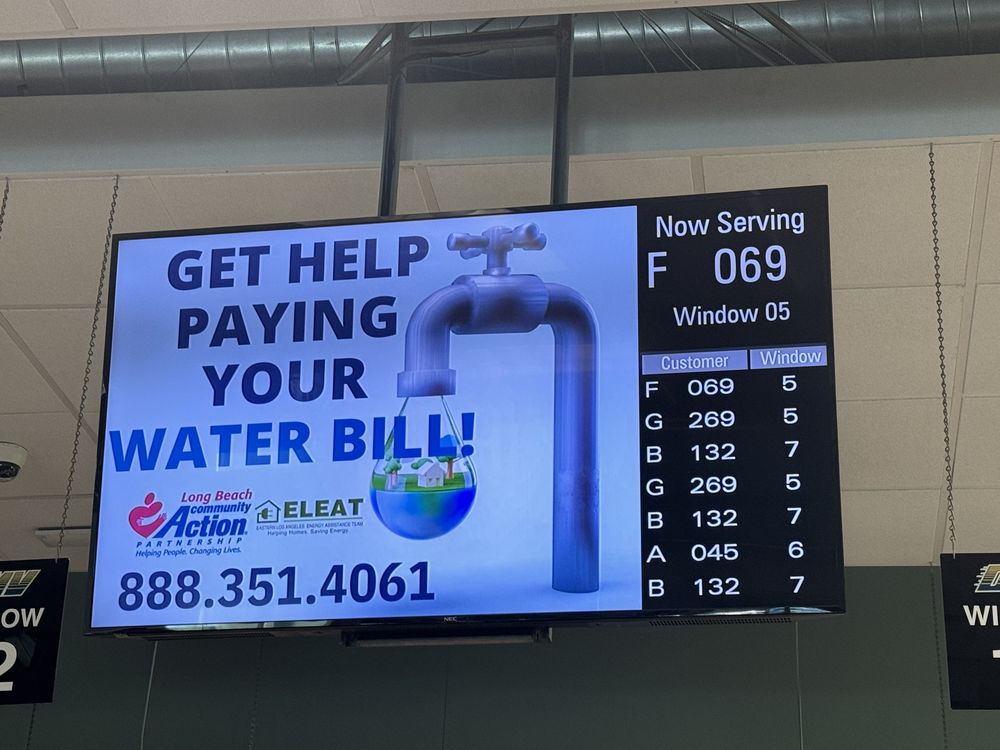 GET HELP
PAYING
YOUR
WATER BILL!
Long Beach
community
Action
PARTNERSHIP
Helping People. Changing Lives.
ELEAT
EASTERN LOS ANGELES ENERGY ASSISTANCE TEAM
Helping Homes. Saving Energy.
888.351.4061
Now Serving
F 069
Window 05
Customer Window
F 069 5
G 269 5
B 132 7
G 269 5
B 132 7
A 045 6
B 132 7
NEC
OW
2
WI